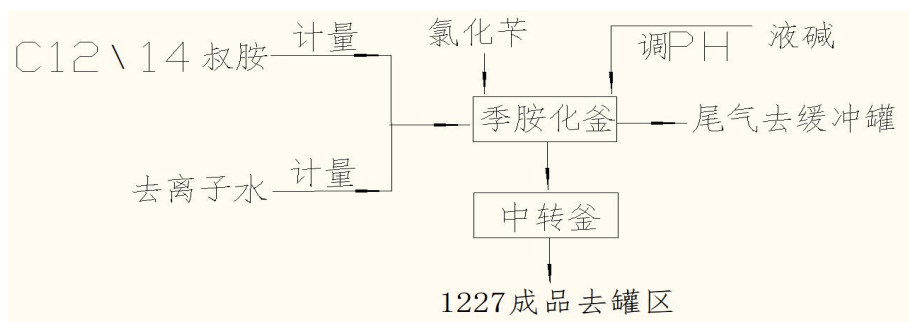 C12\14 叔胺
计量
氯化苄
调PH
液碱
季胺化釜
尾气去缓冲罐
去离子水
计量
中转釜
1227成品去罐区